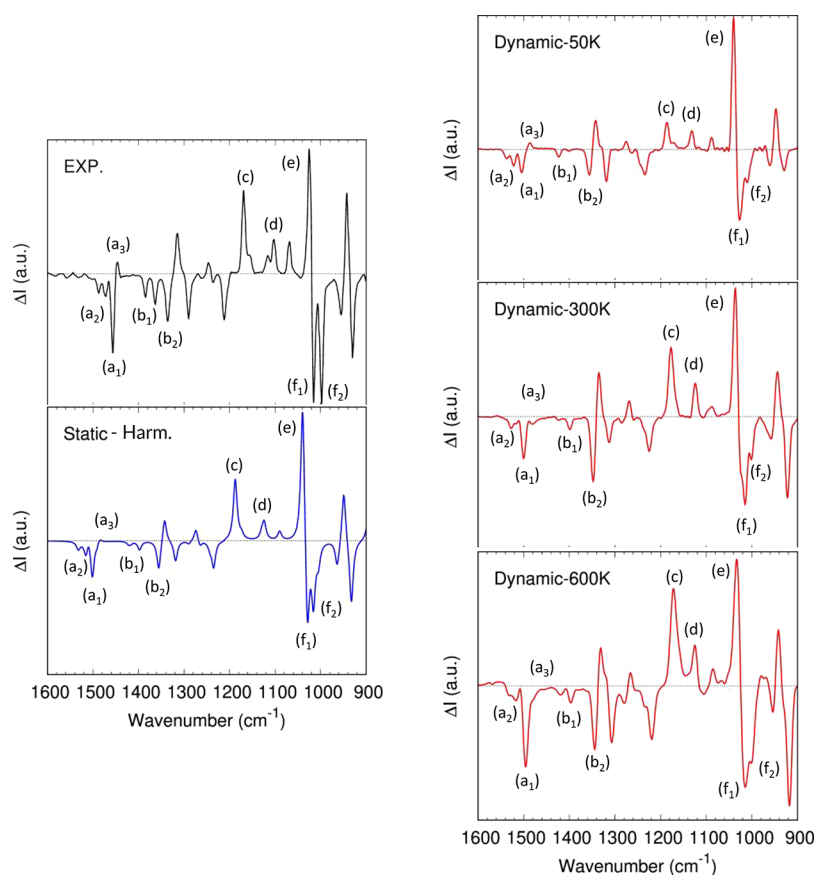 EXP.
(a₃)
(c)
(d)
(e)
(a₂)
(a₁)
(b₁)
(b₂)
(f₁)
(f₂)
ΔI (a.u.)
Static - Harm.
(a₃)
(c)
(d)
(e)
(a₂)
(a₁)
(b₁)
(b₂)
(f₁)
(f₂)
ΔI (a.u.)
1600 1500 1400 1300 1200 1100 1000 900
Wavenumber (cm⁻¹)
Dynamic-50K
(a₃)
(c)
(d)
(e)
(a₂)
(a₁)
(b₁)
(b₂)
(f₁)
(f₂)
ΔI (a.u.)
Dynamic-300K
(a₃)
(c)
(d)
(e)
(a₂)
(a₁)
(b₁)
(b₂)
(f₁)
(f₂)
ΔI (a.u.)
Dynamic-600K
(a₃)
(c)
(d)
(e)
(a₂)
(a₁)
(b₁)
(b₂)
(f₁)
(f₂)
ΔI (a.u.)
1600 1500 1400 1300 1200 1100 1000 900
Wavenumber (cm⁻¹)